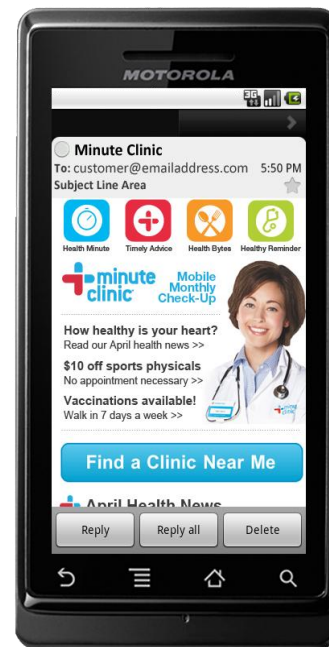 MOTOROLA
3G
Minute Clinic
To: customer@emailaddress.com 5:50 PM
Subject Line Area
Health Minute Timely Advice Health Bytes Healthy Reminder
minute clinic
Mobile
Monthly
Check-Up
How healthy is your heart?
Read our April health news >>
$10 off sports physicals
No appointment necessary >>
Vaccinations available!
Walk in 7 days a week >>
Find a Clinic Near Me
April Health News
Reply Reply all Delete